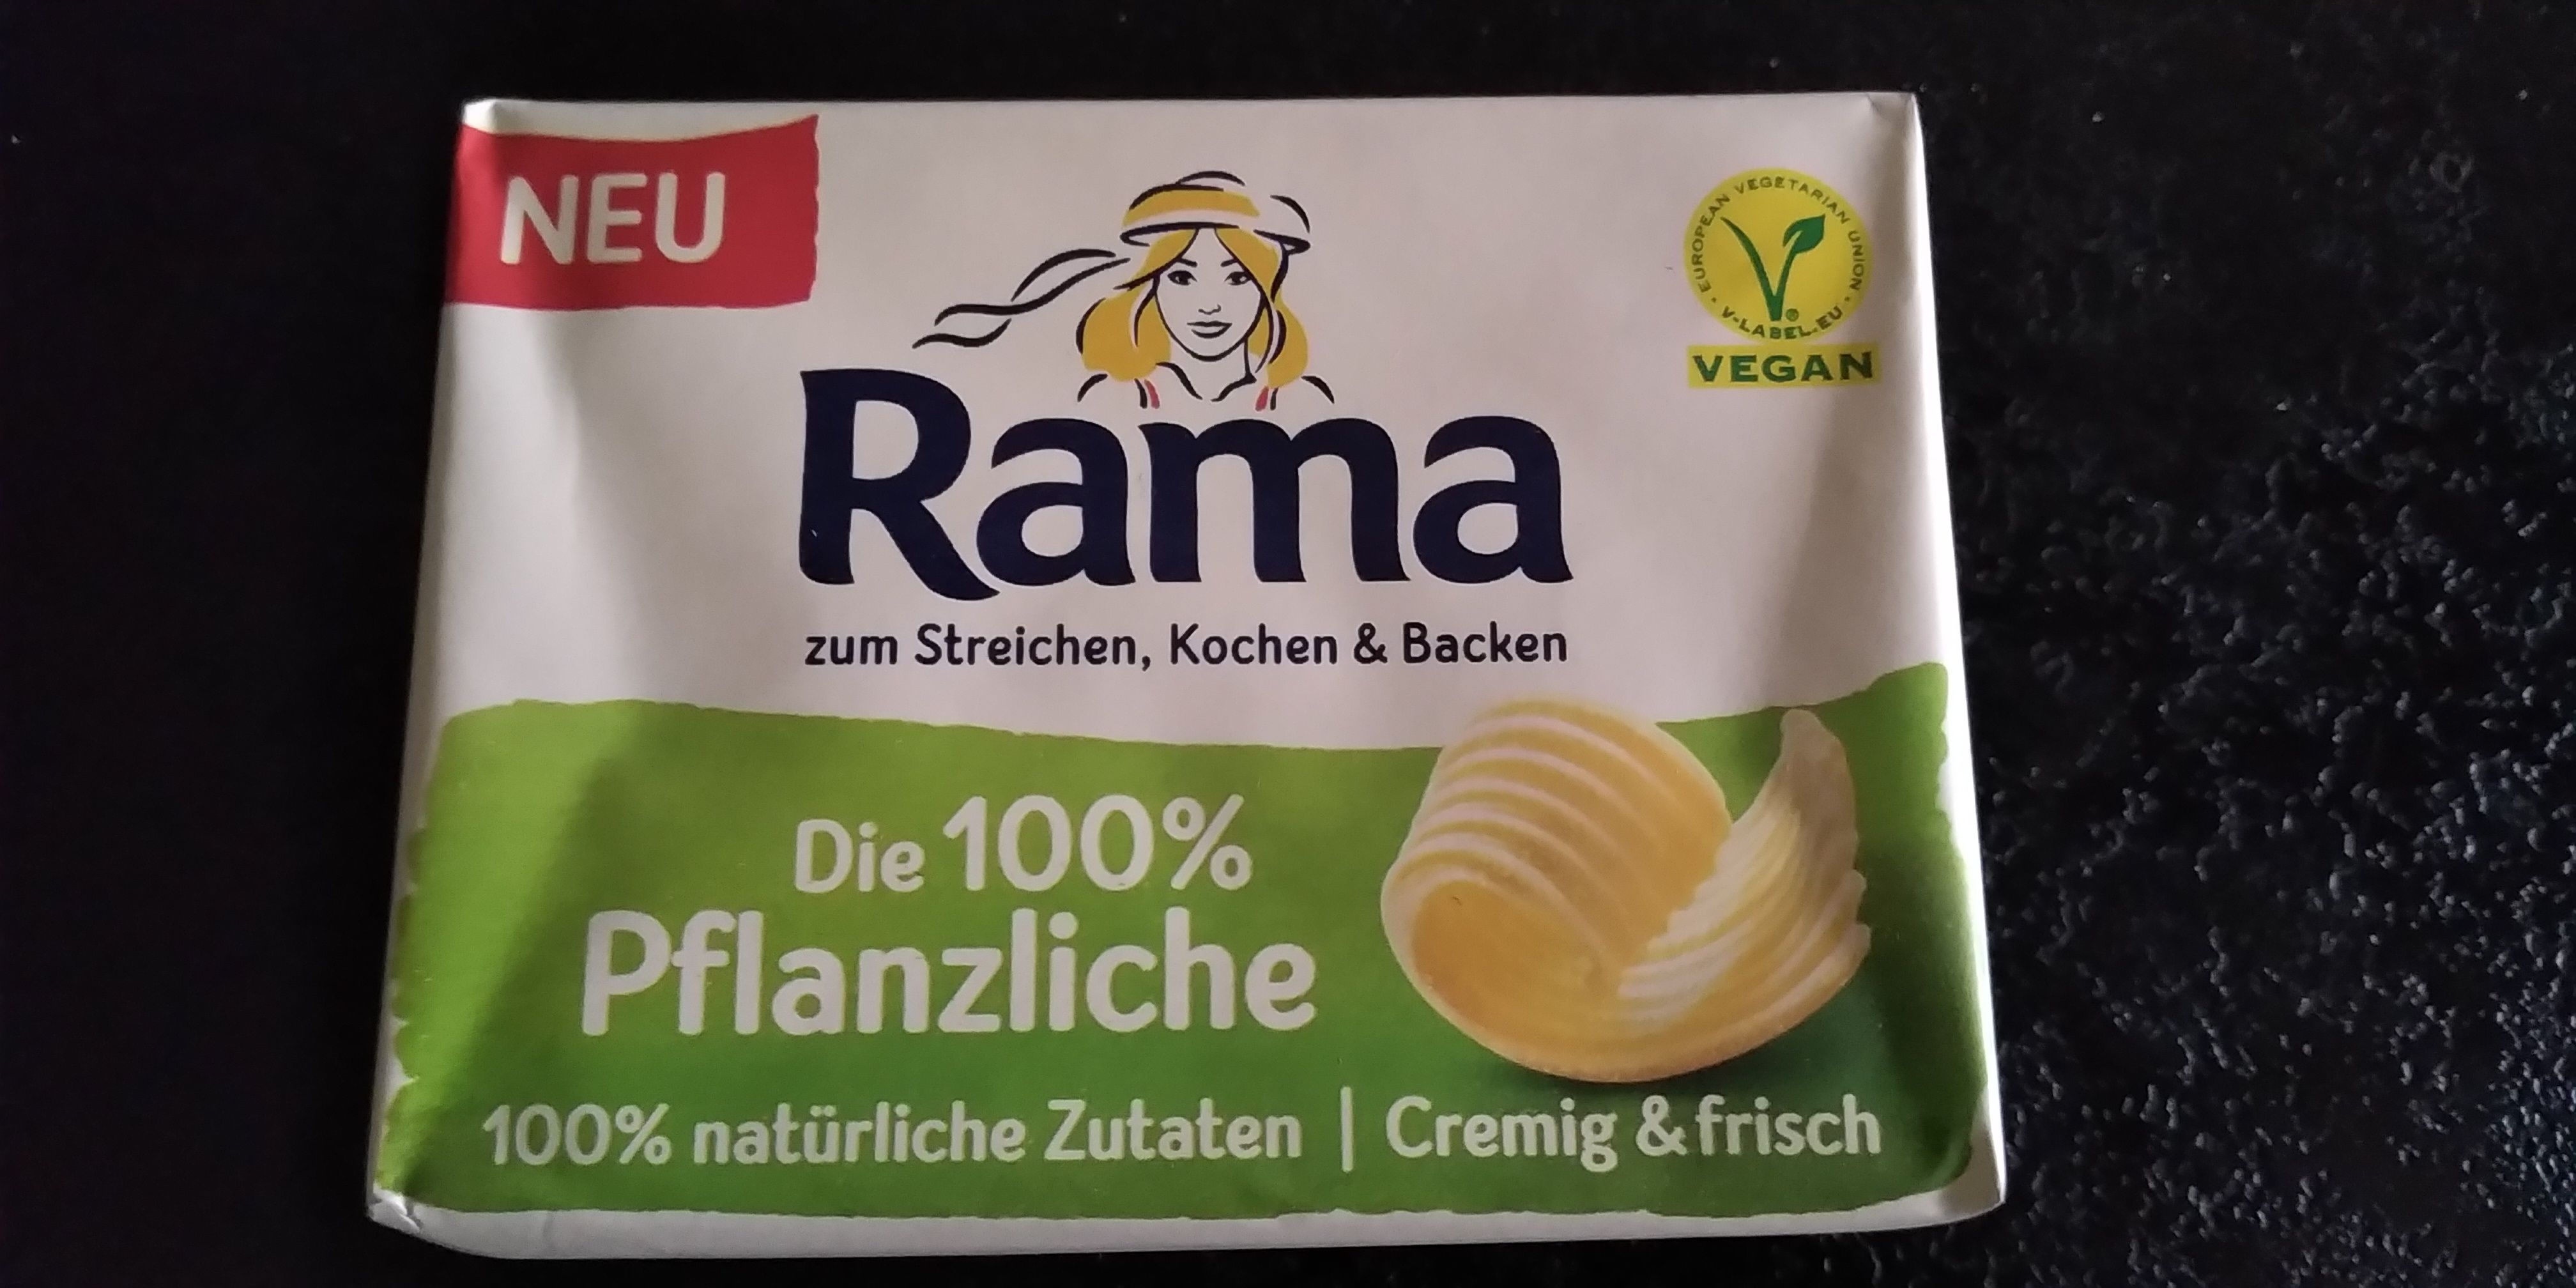 NEU
EUROPEAN VEGETARIAN UNION
V-LABEL.EU
VEGAN
Rama
zum Streichen, Kochen & Backen
Die 100%
Pflanzliche
100% natürliche Zutaten | Cremig & frisch